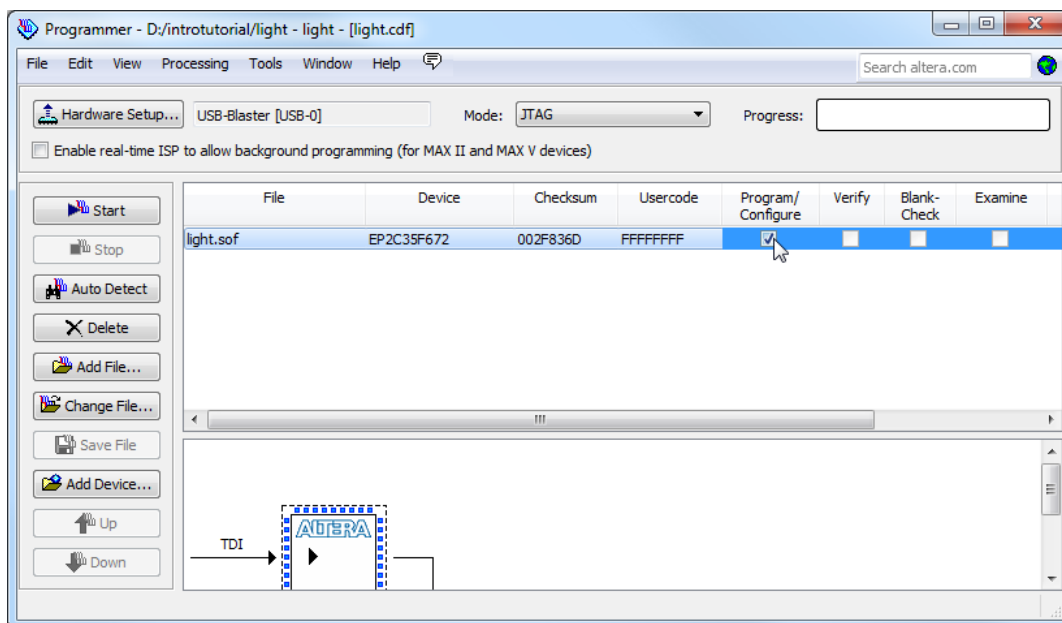 Programmer - D:/introtutorial/light - light - [light.cdf]
File Edit View Processing Tools Window Help
Search altera.com
Hardware Setup... USB-Blaster [USB-0] Mode: JTAG Progress:
Enable real-time ISP to allow background programming (for MAX II and MAX V devices)
File Device Checksum Usercode Program/ Configure Verify Blank- Check Examine
light.sof EP2C35F672 002F836D FFFFFFFF
Start
Stop
Auto Detect
Delete
Add File...
Change File...
Save File
Add Device...
Up
Down
ALTERA
TDI